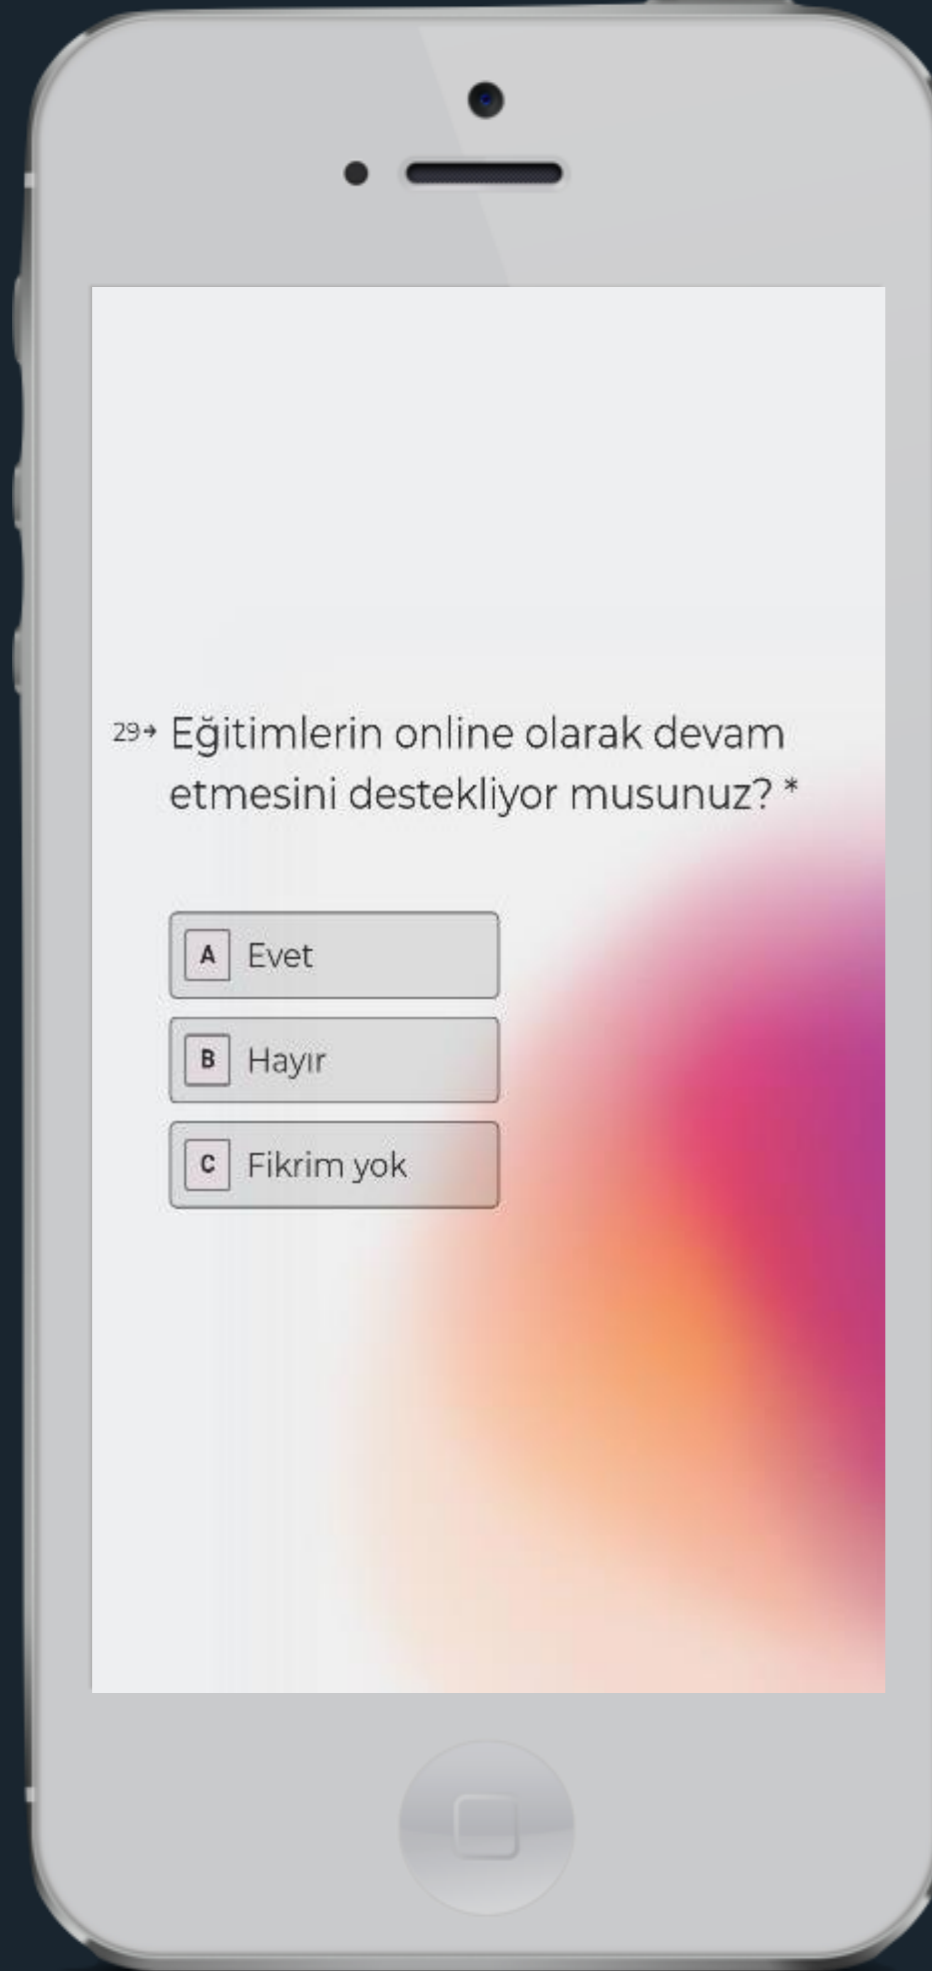 29→ Eğitimlerin online olarak devam
etmesini destekliyor musunuz? *
A Evet
B Hayır
C Fikrim yok